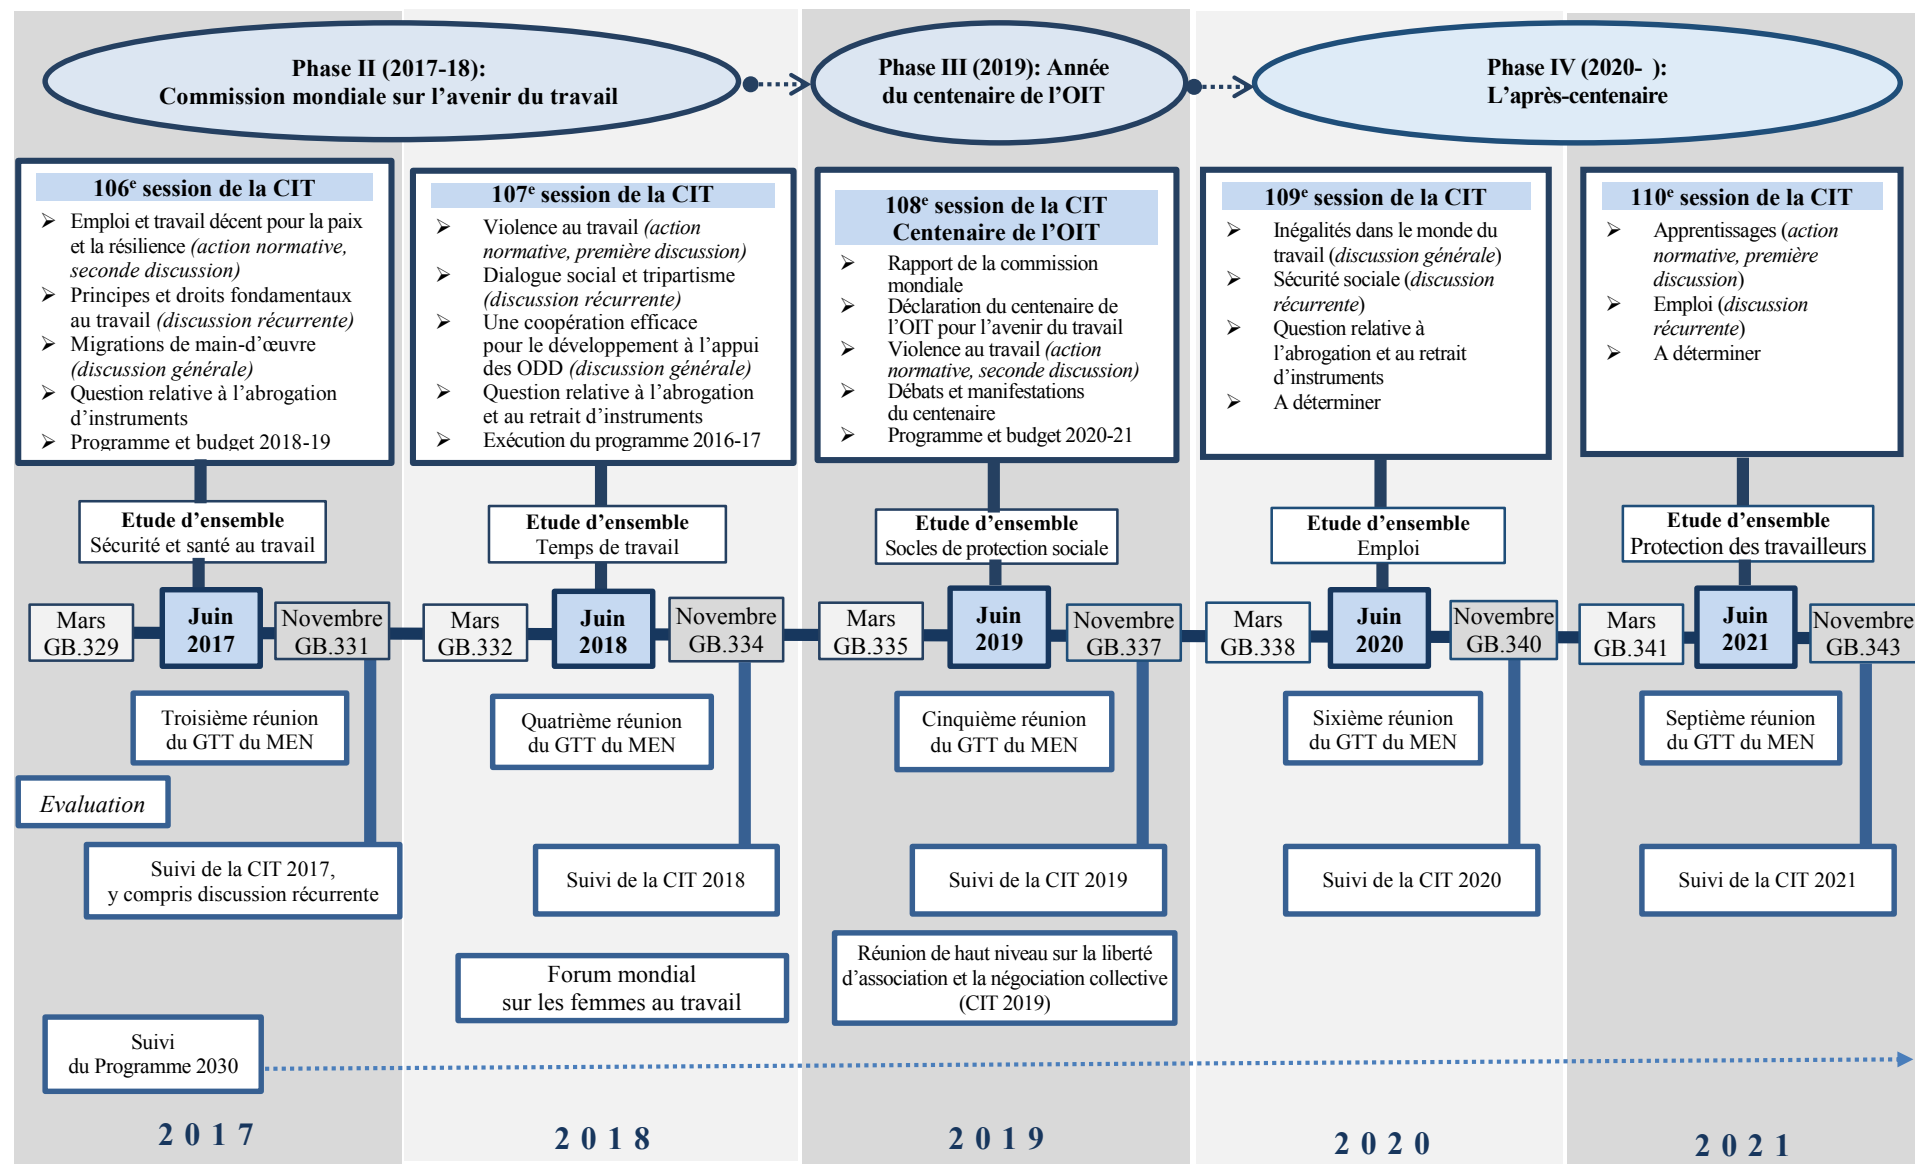 Phase II (2017-18):
Commission mondiale sur l’avenir du travail
Phase III (2019): Année
du centenaire de l’OIT
Phase IV (2020- ):
L’après-centenaire
106e session de la CIT
➢ Emploi et travail décent pour la paix
et la résilience (action normative,
seconde discussion)
➢ Principes et droits fondamentaux
au travail (discussion récurrente)
➢ Migrations de main-d’œuvre
(discussion générale)
➢ Question relative à l’abrogation
d’instruments
➢ Programme et budget 2018-19
107e session de la CIT
➢ Violence au travail (action
normative, première discussion)
➢ Dialogue social et tripartisme
(discussion récurrente)
➢ Une coopération efficace
pour le développement à l’appui
des ODD (discussion générale)
➢ Question relative à l’abrogation
et au retrait d’instruments
➢ Exécution du programme 2016-17
108e session de la CIT
Centenaire de l’OIT
➢ Rapport de la commission
mondiale
➢ Déclaration du centenaire de
l’OIT pour l’avenir du travail
➢ Violence au travail (action
normative, seconde discussion)
➢ Débats et manifestations
du centenaire
➢ Programme et budget 2020-21
109e session de la CIT
➢ Inégalités dans le monde du
travail (discussion générale)
➢ Sécurité sociale (discussion
récurrente)
➢ Question relative à
l’abrogation et au retrait
d’instruments
➢ A déterminer
110e session de la CIT
➢ Apprentissages (action
normative, première
discussion)
➢ Emploi (discussion
récurrente)
➢ A déterminer
Etude d’ensemble
Sécurité et santé au travail
Etude d’ensemble
Temps de travail
Etude d’ensemble
Socles de protection sociale
Etude d’ensemble
Emploi
Etude d’ensemble
Protection des travailleurs
Mars
GB.329
Juin
2017
Novembre
GB.331
Mars
GB.332
Juin
2018
Novembre
GB.334
Mars
GB.335
Juin
2019
Novembre
GB.337
Mars
GB.338
Juin
2020
Novembre
GB.340
Mars
GB.341
Juin
2021
Novembre
GB.343
Troisième réunion
du GTT du MEN
Quatrième réunion
du GTT du MEN
Cinquième réunion
du GTT du MEN
Sixième réunion
du GTT du MEN
Septième réunion
du GTT du MEN
Evaluation
Suivi de la CIT 2017,
y compris discussion récurrente
Suivi de la CIT 2018
Suivi de la CIT 2019
Suivi de la CIT 2020
Suivi de la CIT 2021
Forum mondial
sur les femmes au travail
Réunion de haut niveau sur la liberté
d’association et la négociation collective
(CIT 2019)
Suivi
du Programme 2030
2017
2018
2019
2020
2021